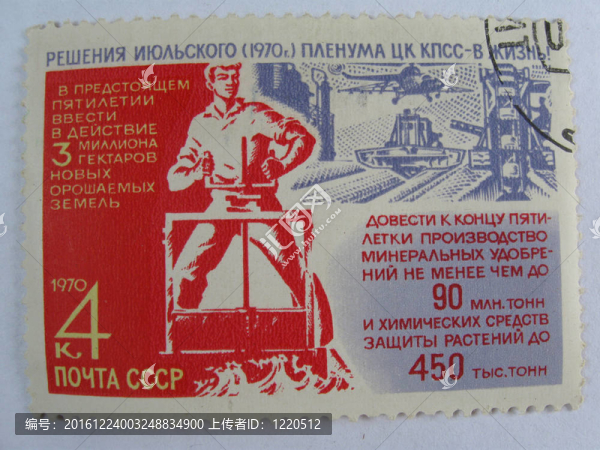 РЕШЕНИЯ ИЮЛЬСКОГО (1970г.) ПЛЕНУМА ЦК КПСС-В ЖИЗНЬ
В ПРЕДСТОЯЩЕМ
ПЯТИЛЕТИИ
ВВЕСТИ
В ДЕЙСТВИЕ
3 МИЛЛИОНА
ГЕКТАРОВ
НОВЫХ
ОРОШАЕМЫХ
ЗЕМЕЛЬ
ДОВЕСТИ К КОНЦУ ПЯТИ-
ЛЕТКИ ПРОИЗВОДСТВО
МИНЕРАЛЬНЫХ УДОБРЕ-
НИЙ НЕ МЕНЕЕ ЧЕМ ДО
90 МЛН. ТОНН
И ХИМИЧЕСКИХ СРЕДСТВ
ЗАЩИТЫ РАСТЕНИЙ ДО
450 ТЫС. ТОНН
1970
4 К.
ПОЧТА СССР
编号:20161224003248834900 上传者ID: 1220512